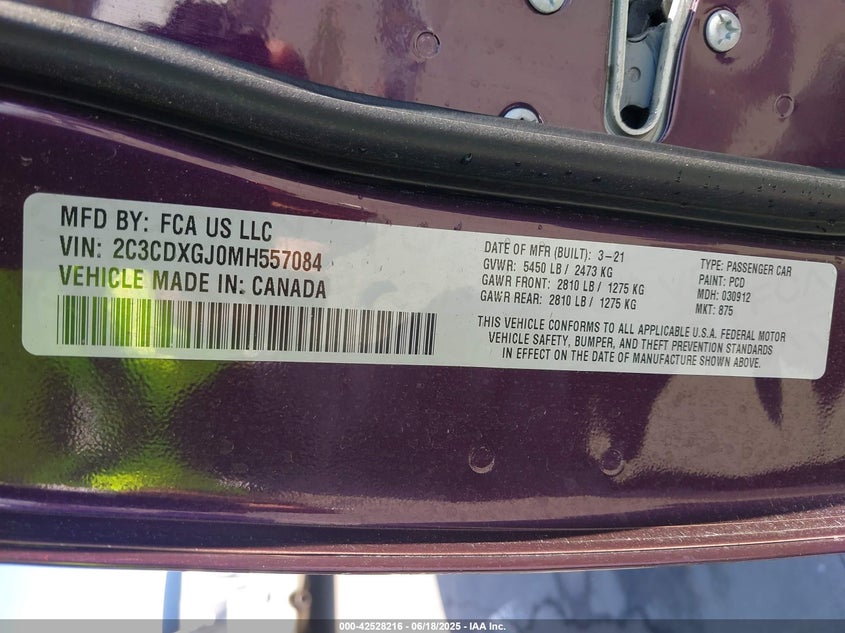 MFD BY: FCA US LLC
VIN: 2C3CDXGJ0MH557084
VEHICLE MADE IN: CANADA
DATE OF MFR (BUILT): 3-21
GVWR: 5450 LB / 2473 KG
GAWR FRONT: 2810 LB / 1275 KG
GAWR REAR: 2810 LB / 1275 KG
TYPE: PASSENGER CAR
PAINT: PCD
MDH: 030912
MKT: 875
THIS VEHICLE CONFORMS TO ALL APPLICABLE U.S.A. FEDERAL MOTOR
VEHICLE SAFETY, BUMPER, AND THEFT PREVENTION STANDARDS
IN EFFECT ON THE DATE OF MANUFACTURE SHOWN ABOVE.
000-42528216 - 06/18/2025 - IAA Inc.